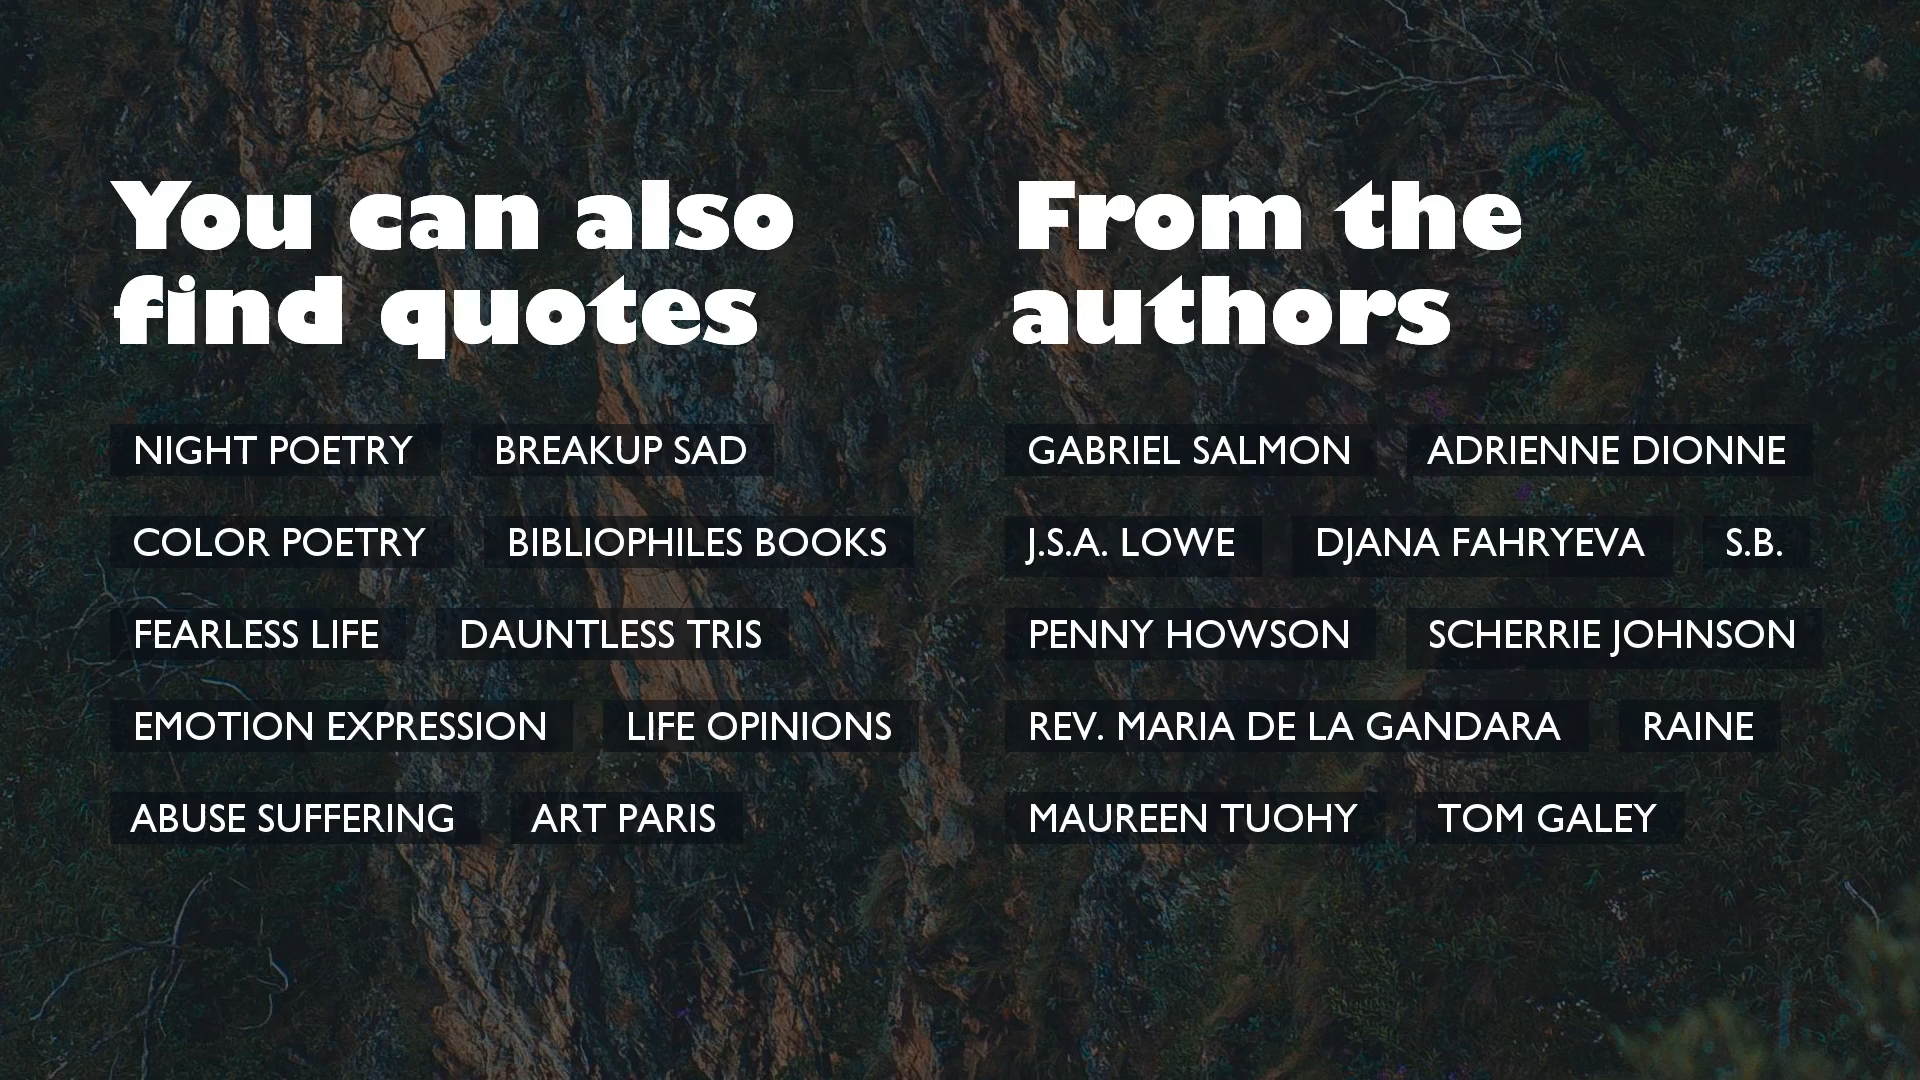 You can also
find quotes
NIGHT POETRY BREAKUP SAD
COLOR POETRY BIBLIOPHILES BOOKS
FEARLESS LIFE DAUNTLESS TRIS
EMOTION EXPRESSION LIFE OPINIONS
ABUSE SUFFERING ART PARIS
From the
authors
GABRIEL SALMON ADRIENNE DIONNE
J.S.A. LOWE DJANA FAHRYEVA S.B.
PENNY HOWSON SCHERRIE JOHNSON
REV. MARIA DE LA GANDARA RAINE
MAUREEN TUOHY TOM GALEY